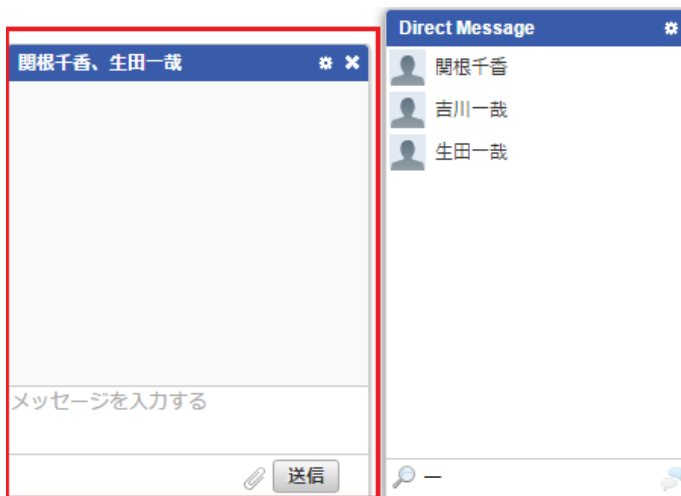 関根千香、生田一哉
メッセージを入力する
送信
Direct Message
関根千香
吉川一哉
生田一哉
一